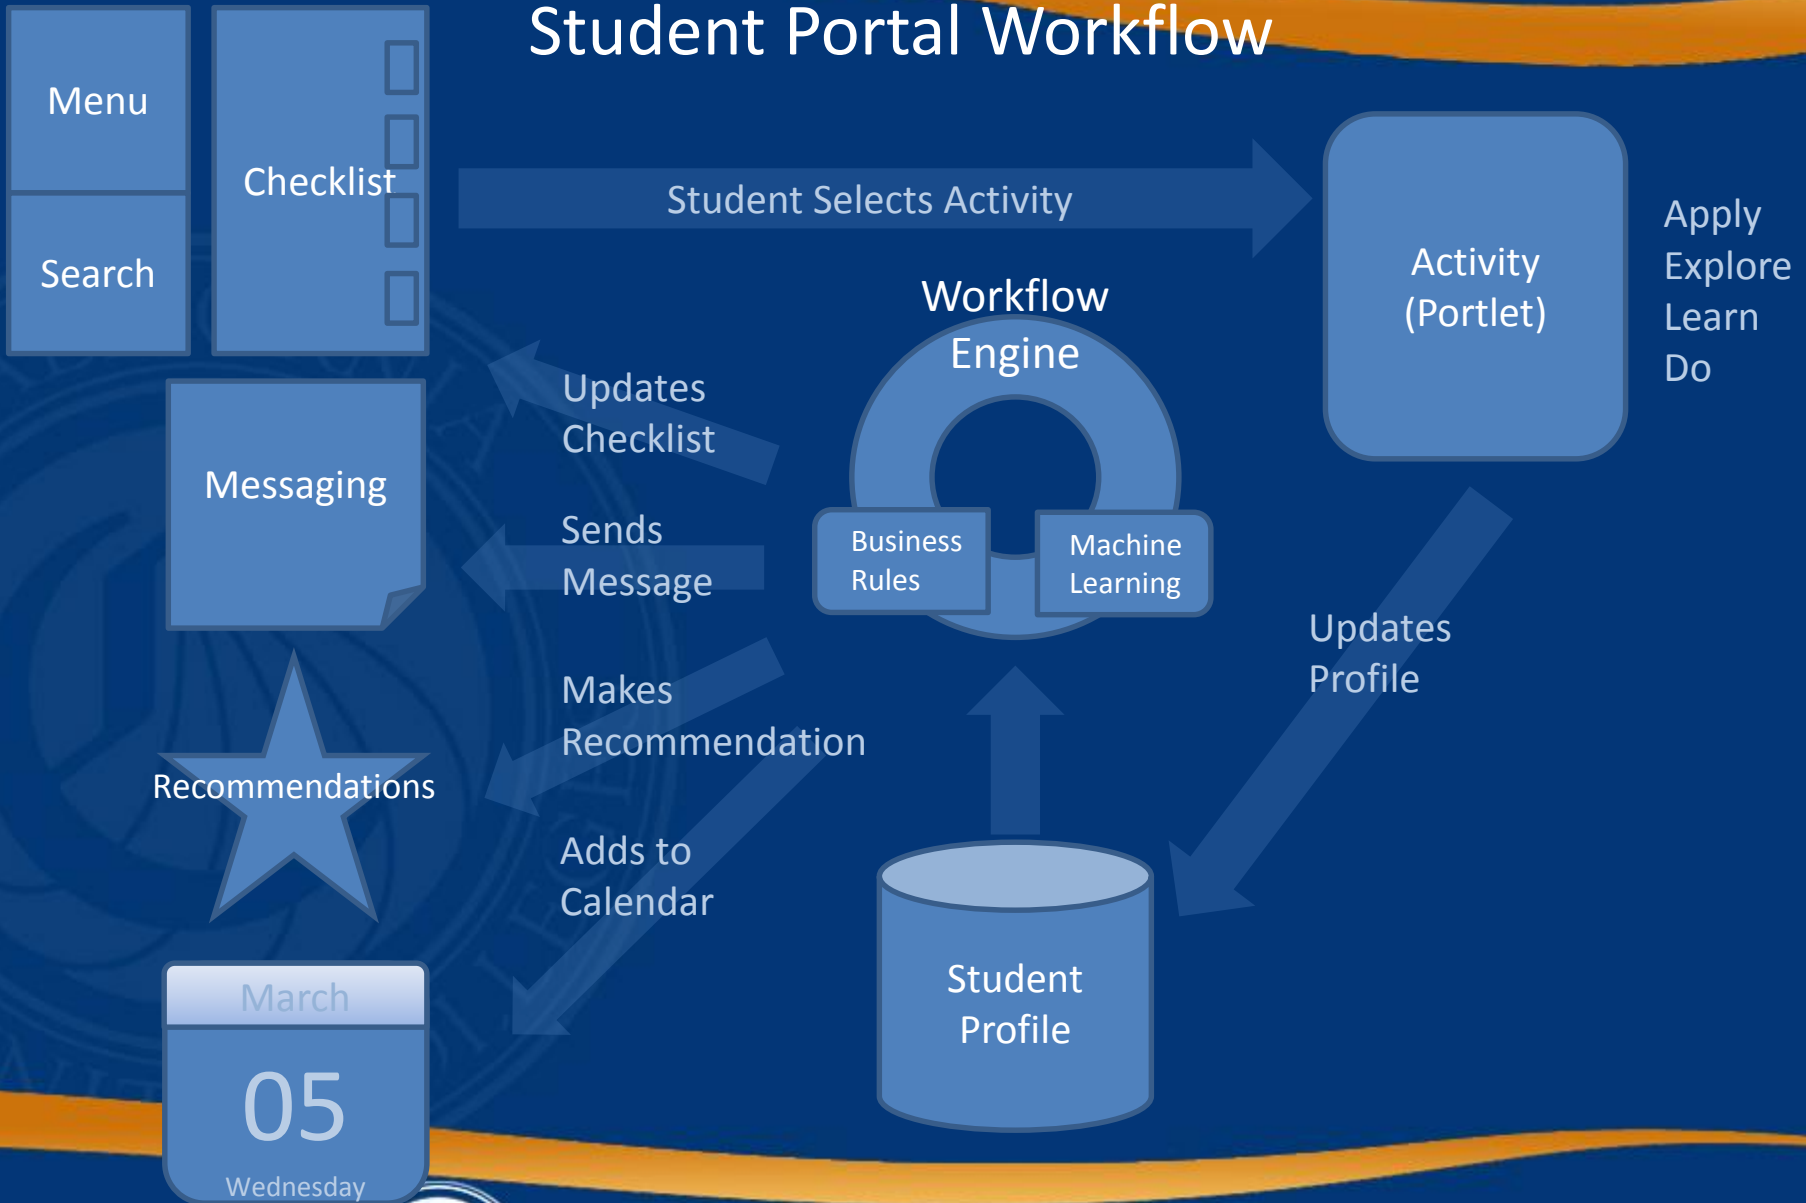 Student Portal Workflow
Menu
Search
Checklist
Student Selects Activity
Activity
(Portlet)
Apply
Explore
Learn
Do
Workflow
Engine
Business
Rules
Machine
Learning
Updates
Checklist
Messaging
Sends
Message
Updates
Profile
Makes
Recommendation
Recommendations
Adds to
Calendar
Student
Profile
March
05
Wednesday